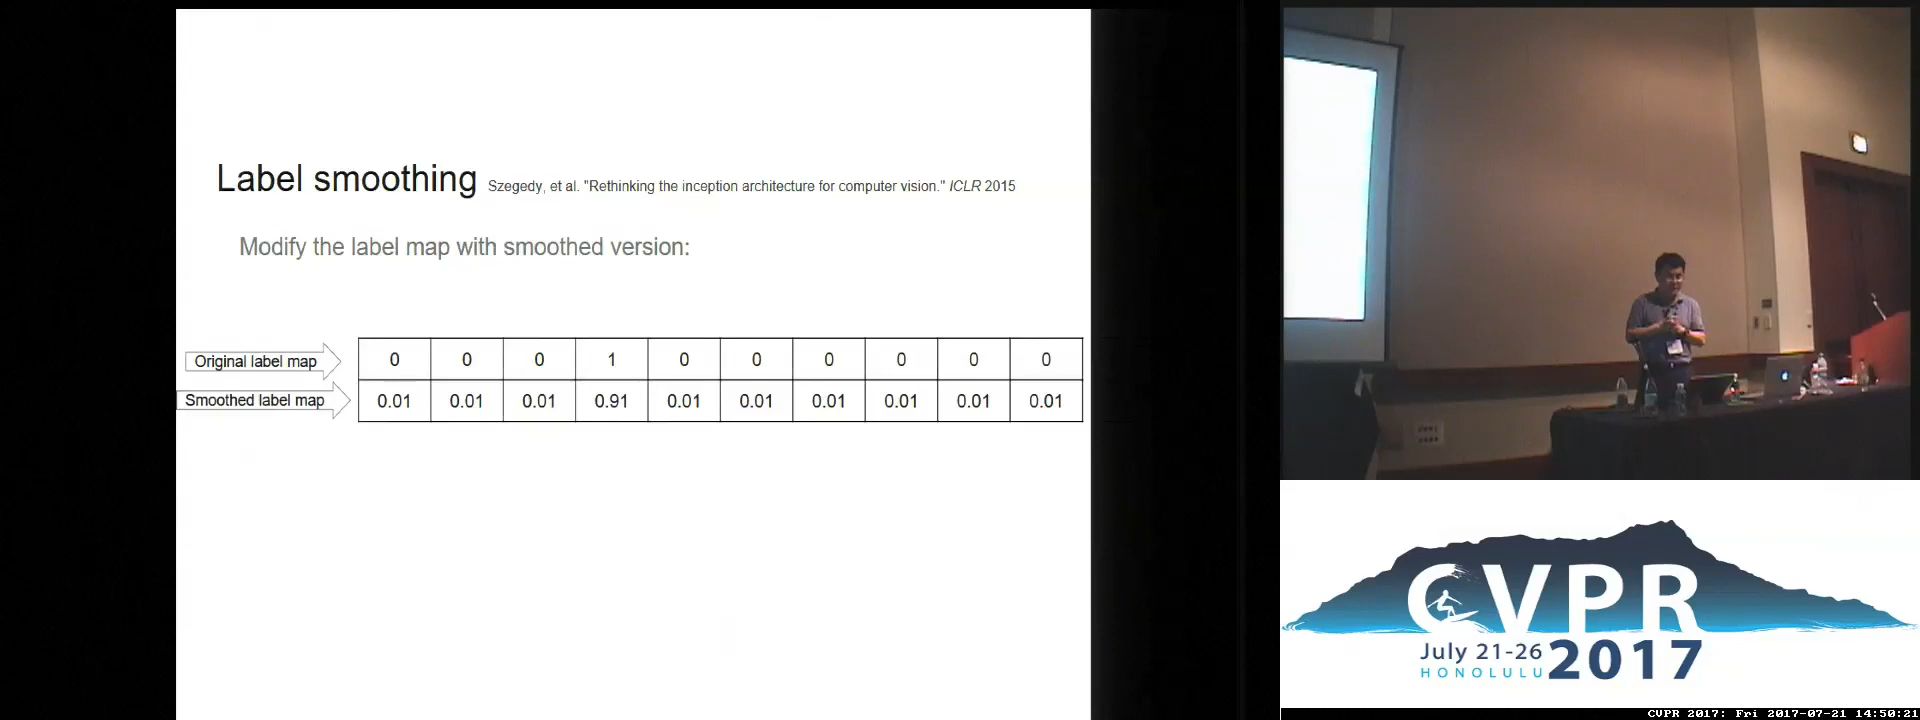 Label smoothing Szegedy, et al. "Rethinking the inception architecture for computer vision." ICLR 2015
Modify the label map with smoothed version:
Original label map 0 0 0 1 0 0 0 0 0 0
Smoothed label map 0.01 0.01 0.01 0.91 0.01 0.01 0.01 0.01 0.01 0.01
CVPR
July 21-26
HONOLULU
2017
CVPR 2017: Fri 2017-07-21 14:50:21